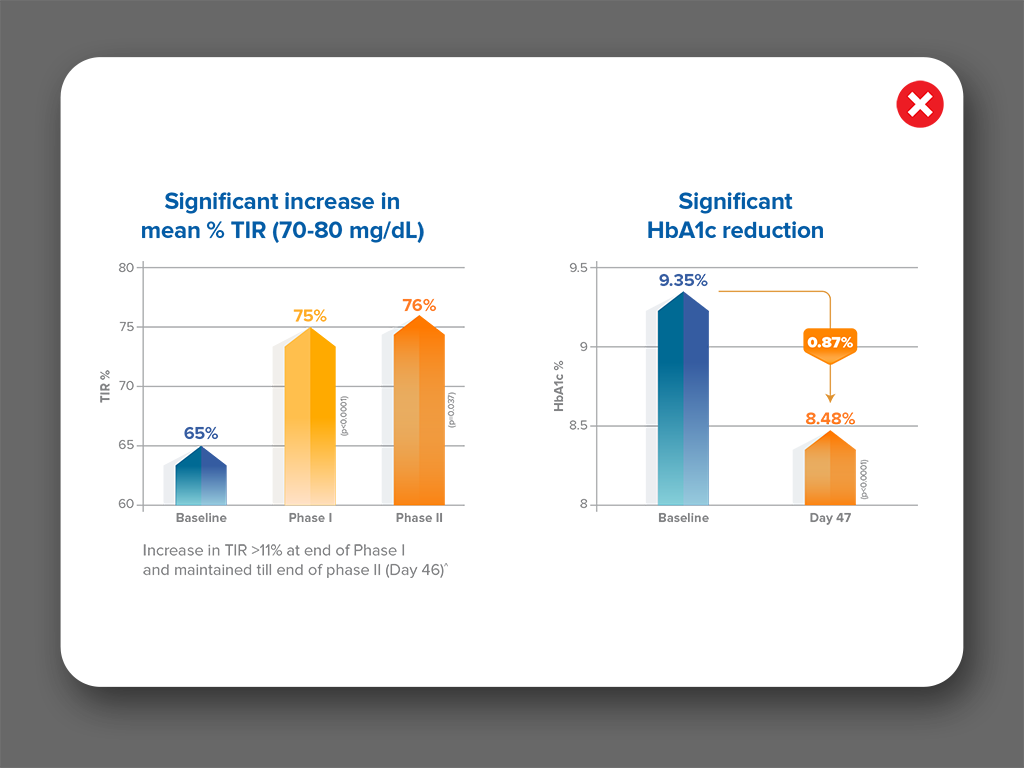 Significant increase in
mean % TIR (70-80 mg/dL)
80
75
70
65
60
TIR %
65%
75%
76%
(p<0.0001)
(p=0.037)
Baseline
Phase I
Phase II
Increase in TIR >11% at end of Phase I
and maintained till end of phase II (Day 46)^
Significant
HbA1c reduction
9.5
9
8.5
8
HbA1c %
9.35%
0.87%
8.48%
(p<0.0001)
Baseline
Day 47